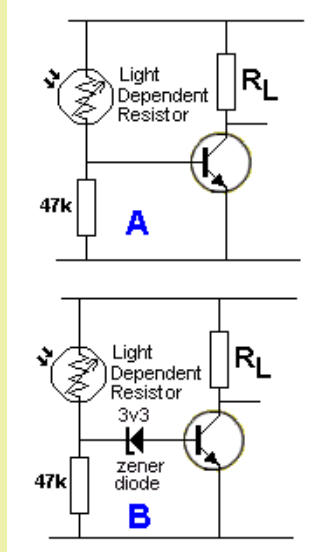 Light
Dependent
Resistor
RL
47k
A
Light
Dependent
Resistor
RL
3v3
47k
zener
diode
B